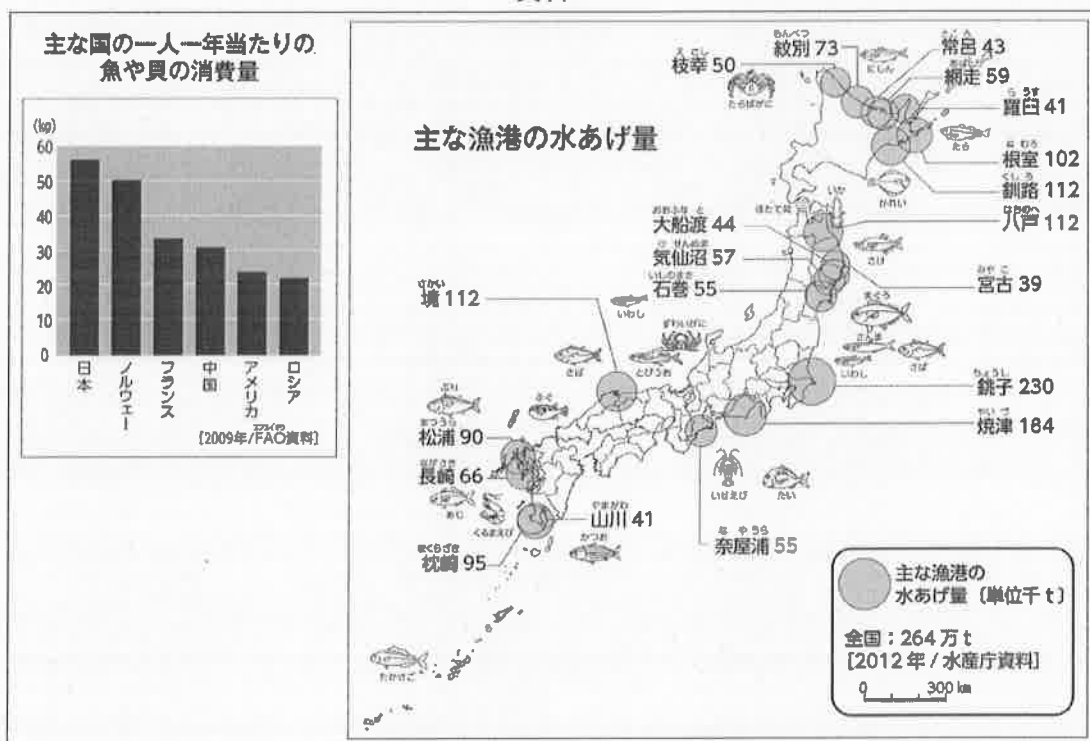 主な国の一人一年当たりの
魚や貝の消費量
(kg)
60
50
40
30
20
10
0
日本
ノルウェー
フランス
中国
アメリカ
ロシア
[2009年/FAO資料]
主な漁港の水あげ量
枝幸 50
紋別 73
常呂 43
網走 59
羅臼 41
根室 102
釧路 112
八戸 112
大船渡 44
気仙沼 57
石巻 55
宮古 39
境 112
銚子 230
焼津 184
松浦 90
長崎 66
山川 41
枕崎 95
奈屋浦 55
にしん
たらばがに
たら
かれい
いか
ほたて貝
さけ
まぐろ
さんま
いわし
さば
いわし
ずわいがに
さば
とびうお
ぶり
ふぐ
あじ
くるまえび
かつお
いせえび
たい
たかさご
主な漁港の
水あげ量 (単位千t)
全国:264万t
[2012年/水産庁資料]
0 300km